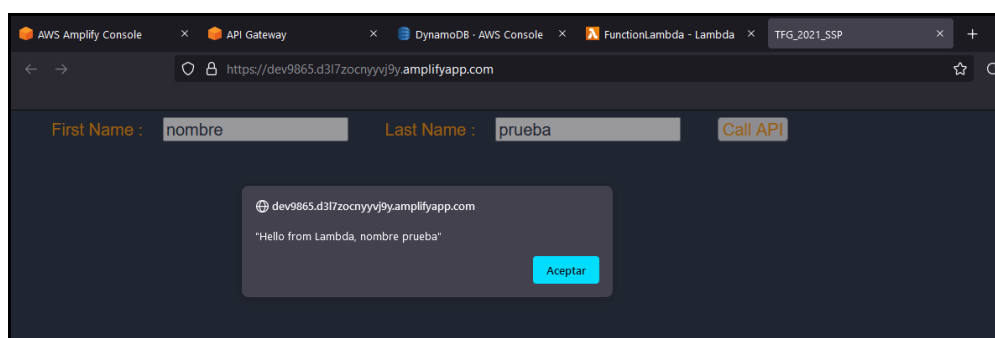 AWS Amplify Console × API Gateway × DynamoDB · AWS Console × FunctionLambda - Lambda × TFG_2021_SSP × +
https://dev9865.d3l7zocnyyvj9y.amplifyapp.com
First Name : nombre Last Name : prueba Call API
dev9865.d3l7zocnyyvj9y.amplifyapp.com
"Hello from Lambda, nombre prueba"
Aceptar